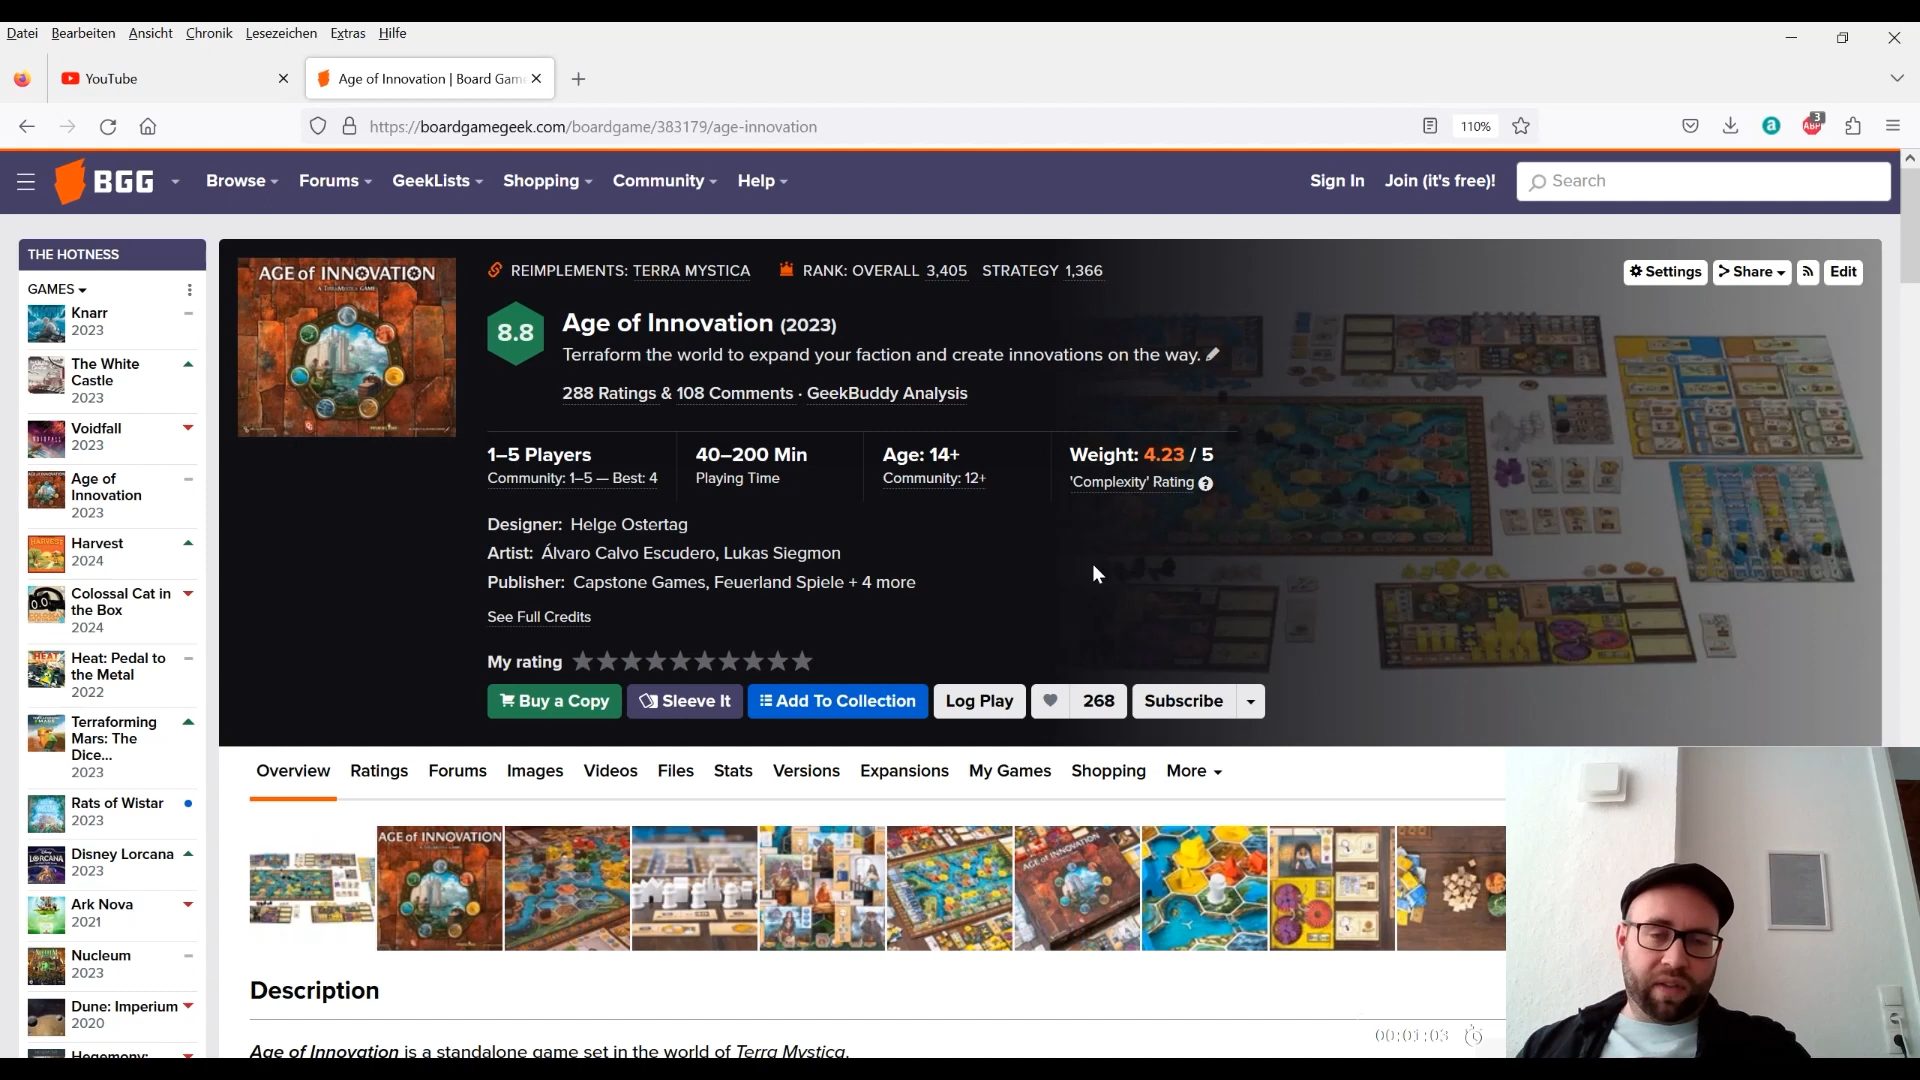 Datei Bearbeiten Ansicht Chronik Lesezeichen Extras Hilfe
YouTube
Age of Innovation | Board Game
https://boardgamegeek.com/boardgame/383179/age-innovation
110%
3
ABP
a
BGG
Browse
Forums
GeekLists
Shopping
Community
Help
Sign In
Join (it's free)!
Search
THE HOTNESS
GAMES
Knarr
2023
The White
Castle
2023
Voidfall
2023
Age of
Innovation
2023
Harvest
2024
Colossal Cat in
the Box
2024
Heat: Pedal to
the Metal
2022
Terraforming
Mars: The
Dice...
2023
Rats of Wistar
2023
Disney Lorcana
2023
Ark Nova
2021
Nucleum
2023
Dune: Imperium
2020
Hegemony:
AGE of INNOVATION
REIMPLEMENTS: TERRA MYSTICA
RANK: OVERALL 3,405 STRATEGY 1,366
Settings
Share
Edit
8.8
Age of Innovation (2023)
Terraform the world to expand your faction and create innovations on the way.
288 Ratings & 108 Comments · GeekBuddy Analysis
1–5 Players
Community: 1–5 — Best: 4
40–200 Min
Playing Time
Age: 14+
Community: 12+
Weight: 4.23 / 5
'Complexity' Rating
Designer: Helge Ostertag
Artist: Álvaro Calvo Escudero, Lukas Siegmon
Publisher: Capstone Games, Feuerland Spiele + 4 more
See Full Credits
My rating
Buy a Copy
Sleeve It
Add To Collection
Log Play
268
Subscribe
Overview
Ratings
Forums
Images
Videos
Files
Stats
Versions
Expansions
My Games
Shopping
More
AGE of INNOVATION
AGE of INNOVATION
Description
00:01:03
Age of Innovation is a standalone game set in the world of Terra Mystica.